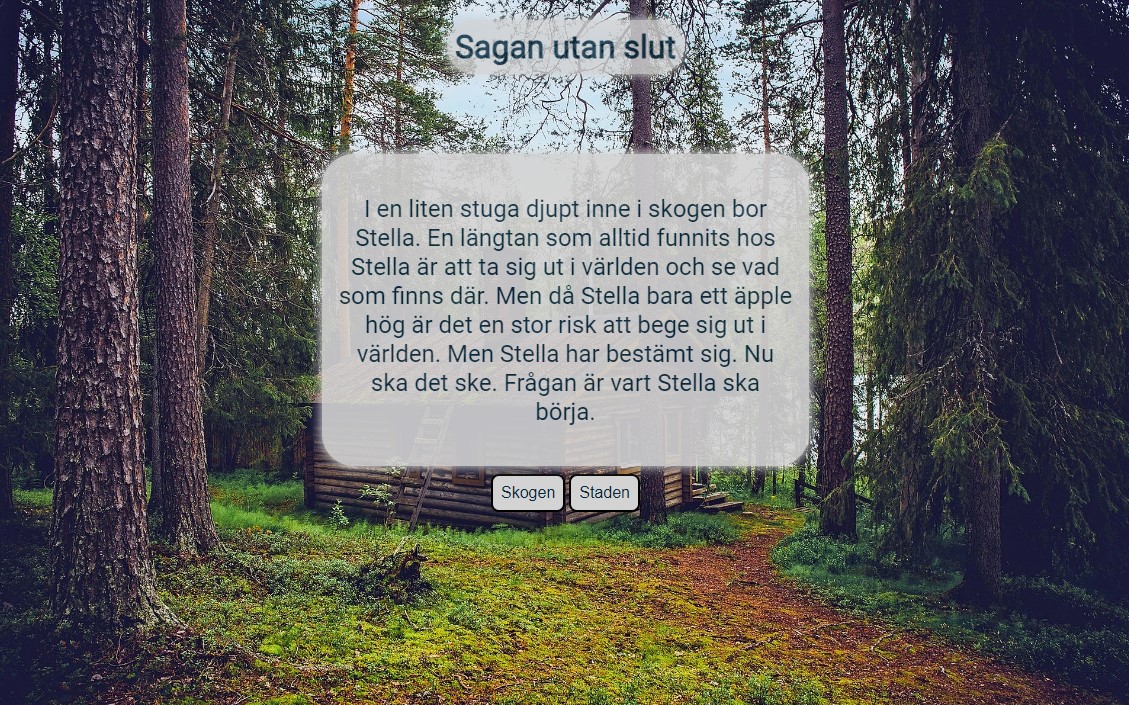 Sagan utan slut
I en liten stuga djupt inne i skogen bor
Stella. En längtan som alltid funnits hos
Stella är att ta sig ut i världen och se vad
som finns där. Men då Stella bara ett äpple
hög är det en stor risk att bege sig ut i
världen. Men Stella har bestämt sig. Nu
ska det ske. Frågan är vart Stella ska
börja.
Skogen Staden